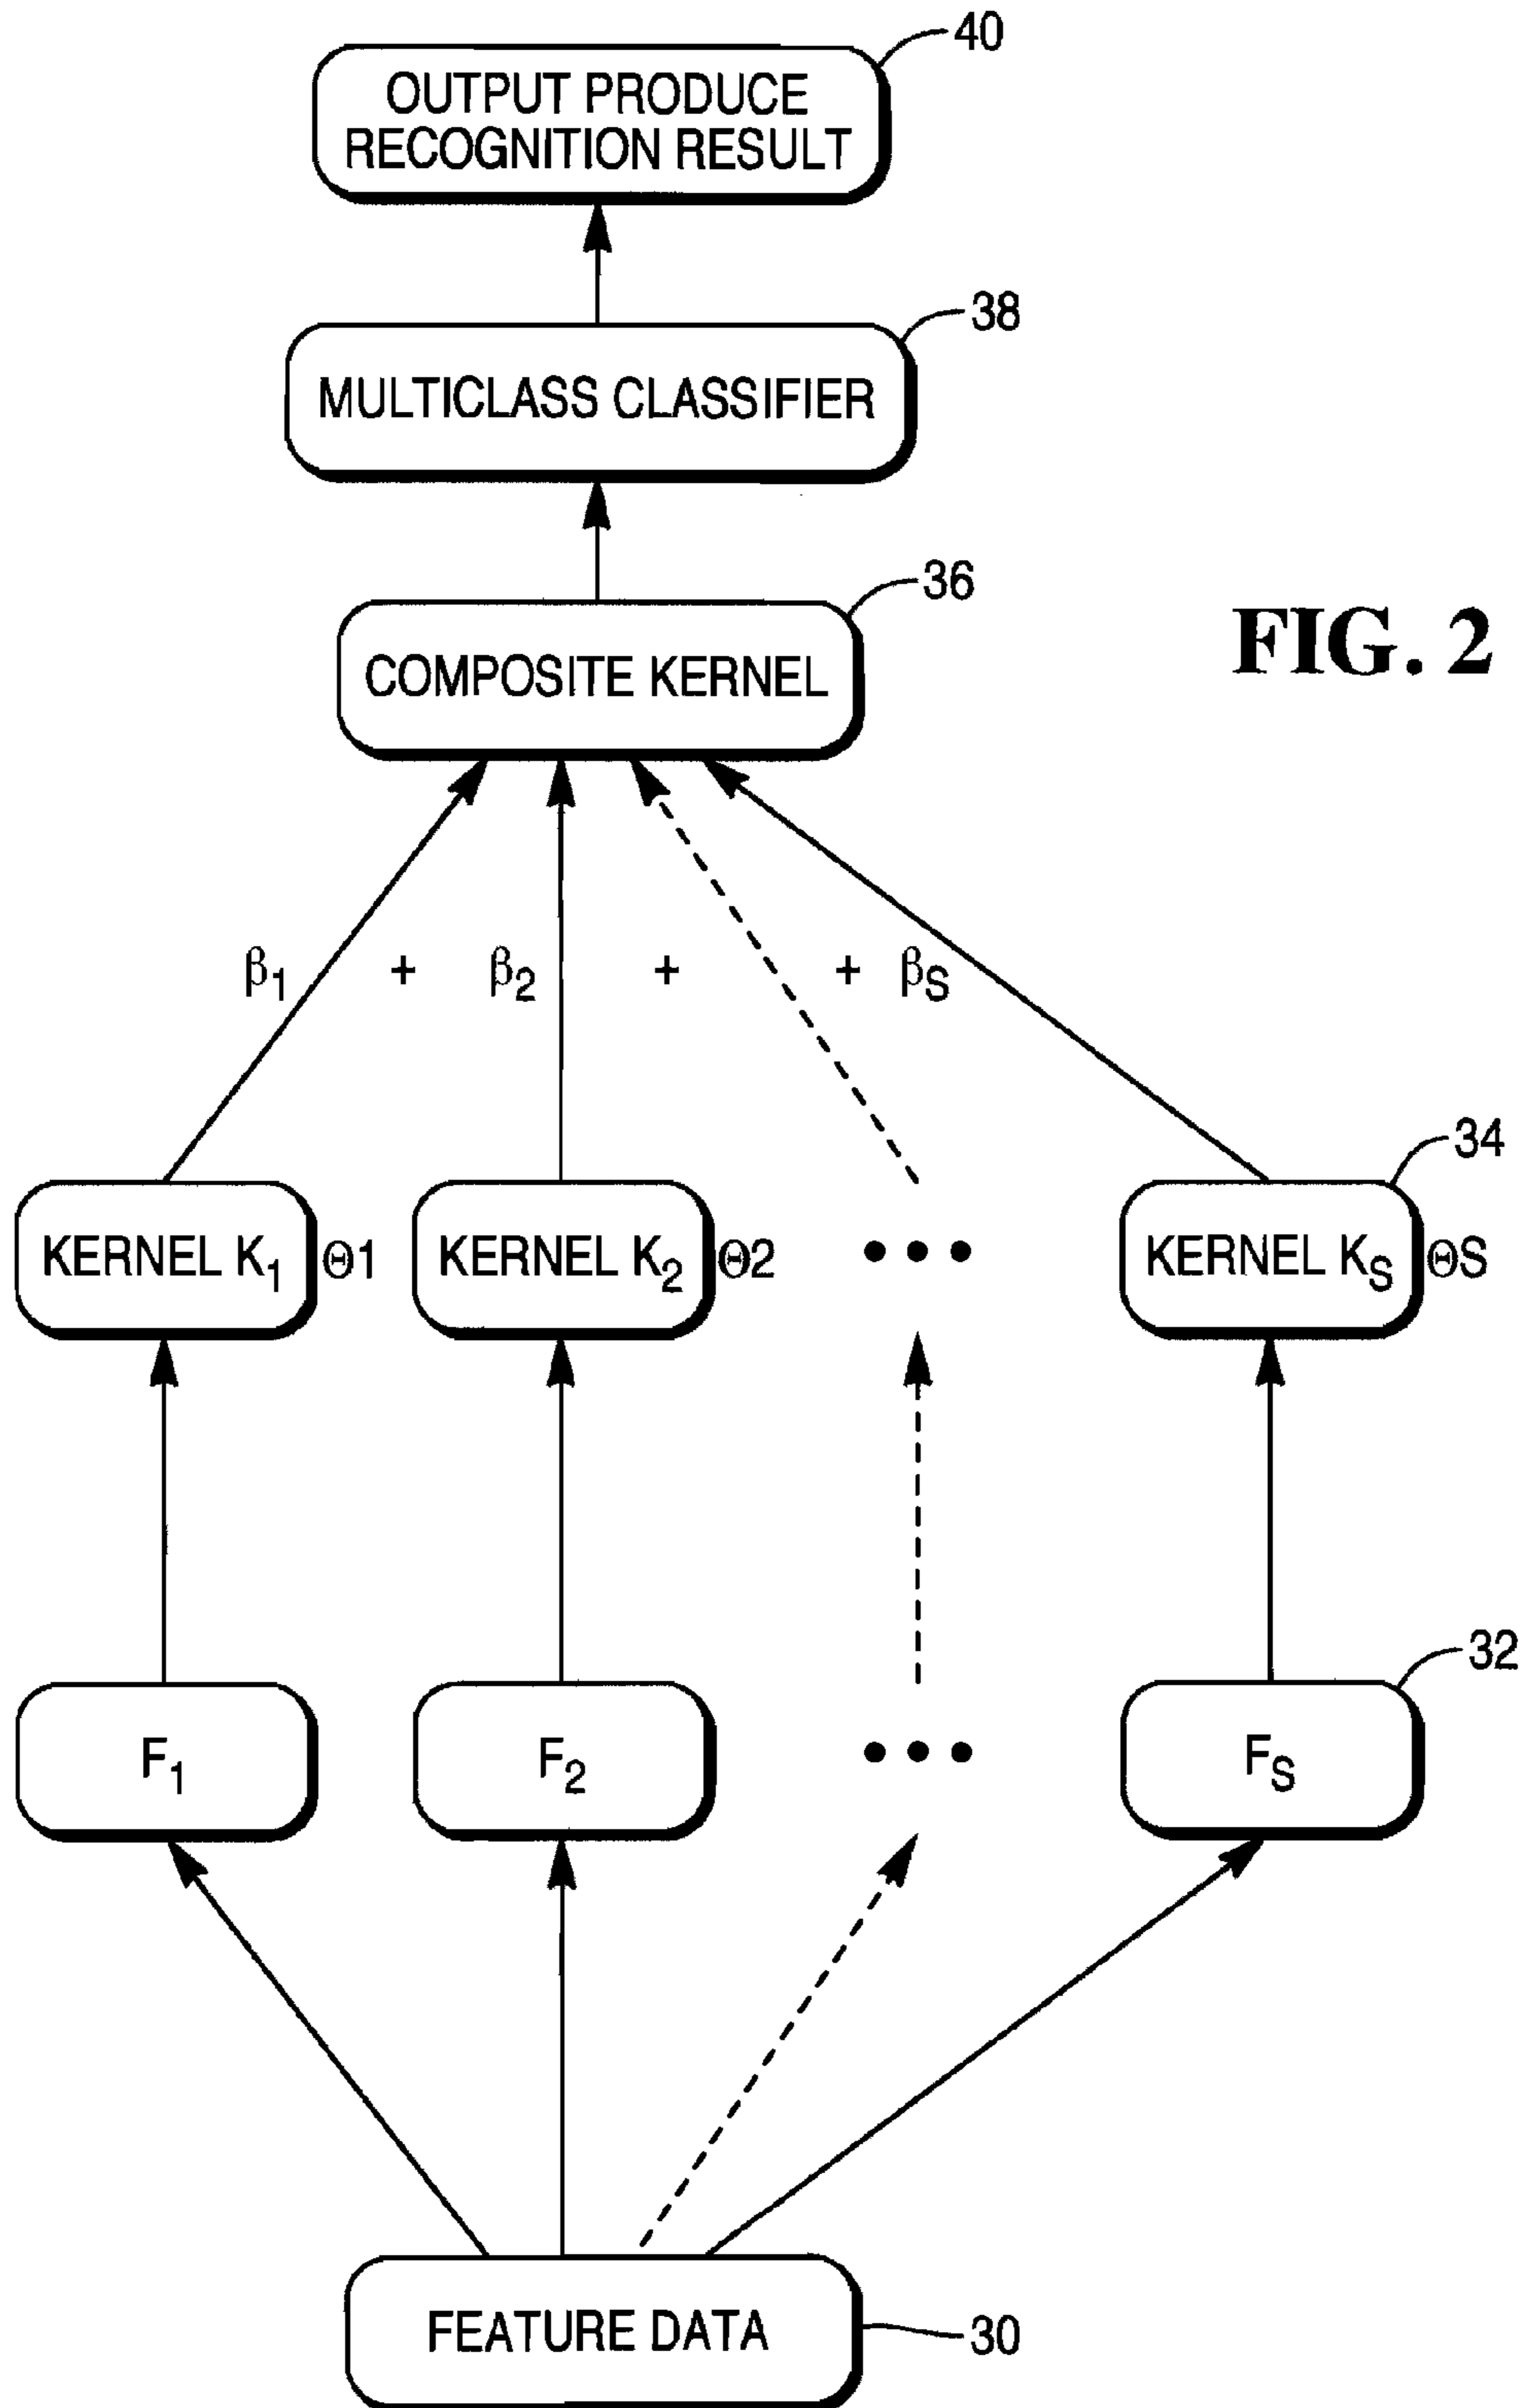 40
OUTPUT PRODUCE
RECOGNITION RESULT
38
MULTICLASS CLASSIFIER
36
COMPOSITE KERNEL
FIG. 2
β1 + β2 + + βS
34
KERNEL K1 Θ1 KERNEL K2 Θ2 ••• KERNEL KS ΘS
32
F1 F2 ••• FS
FEATURE DATA
30